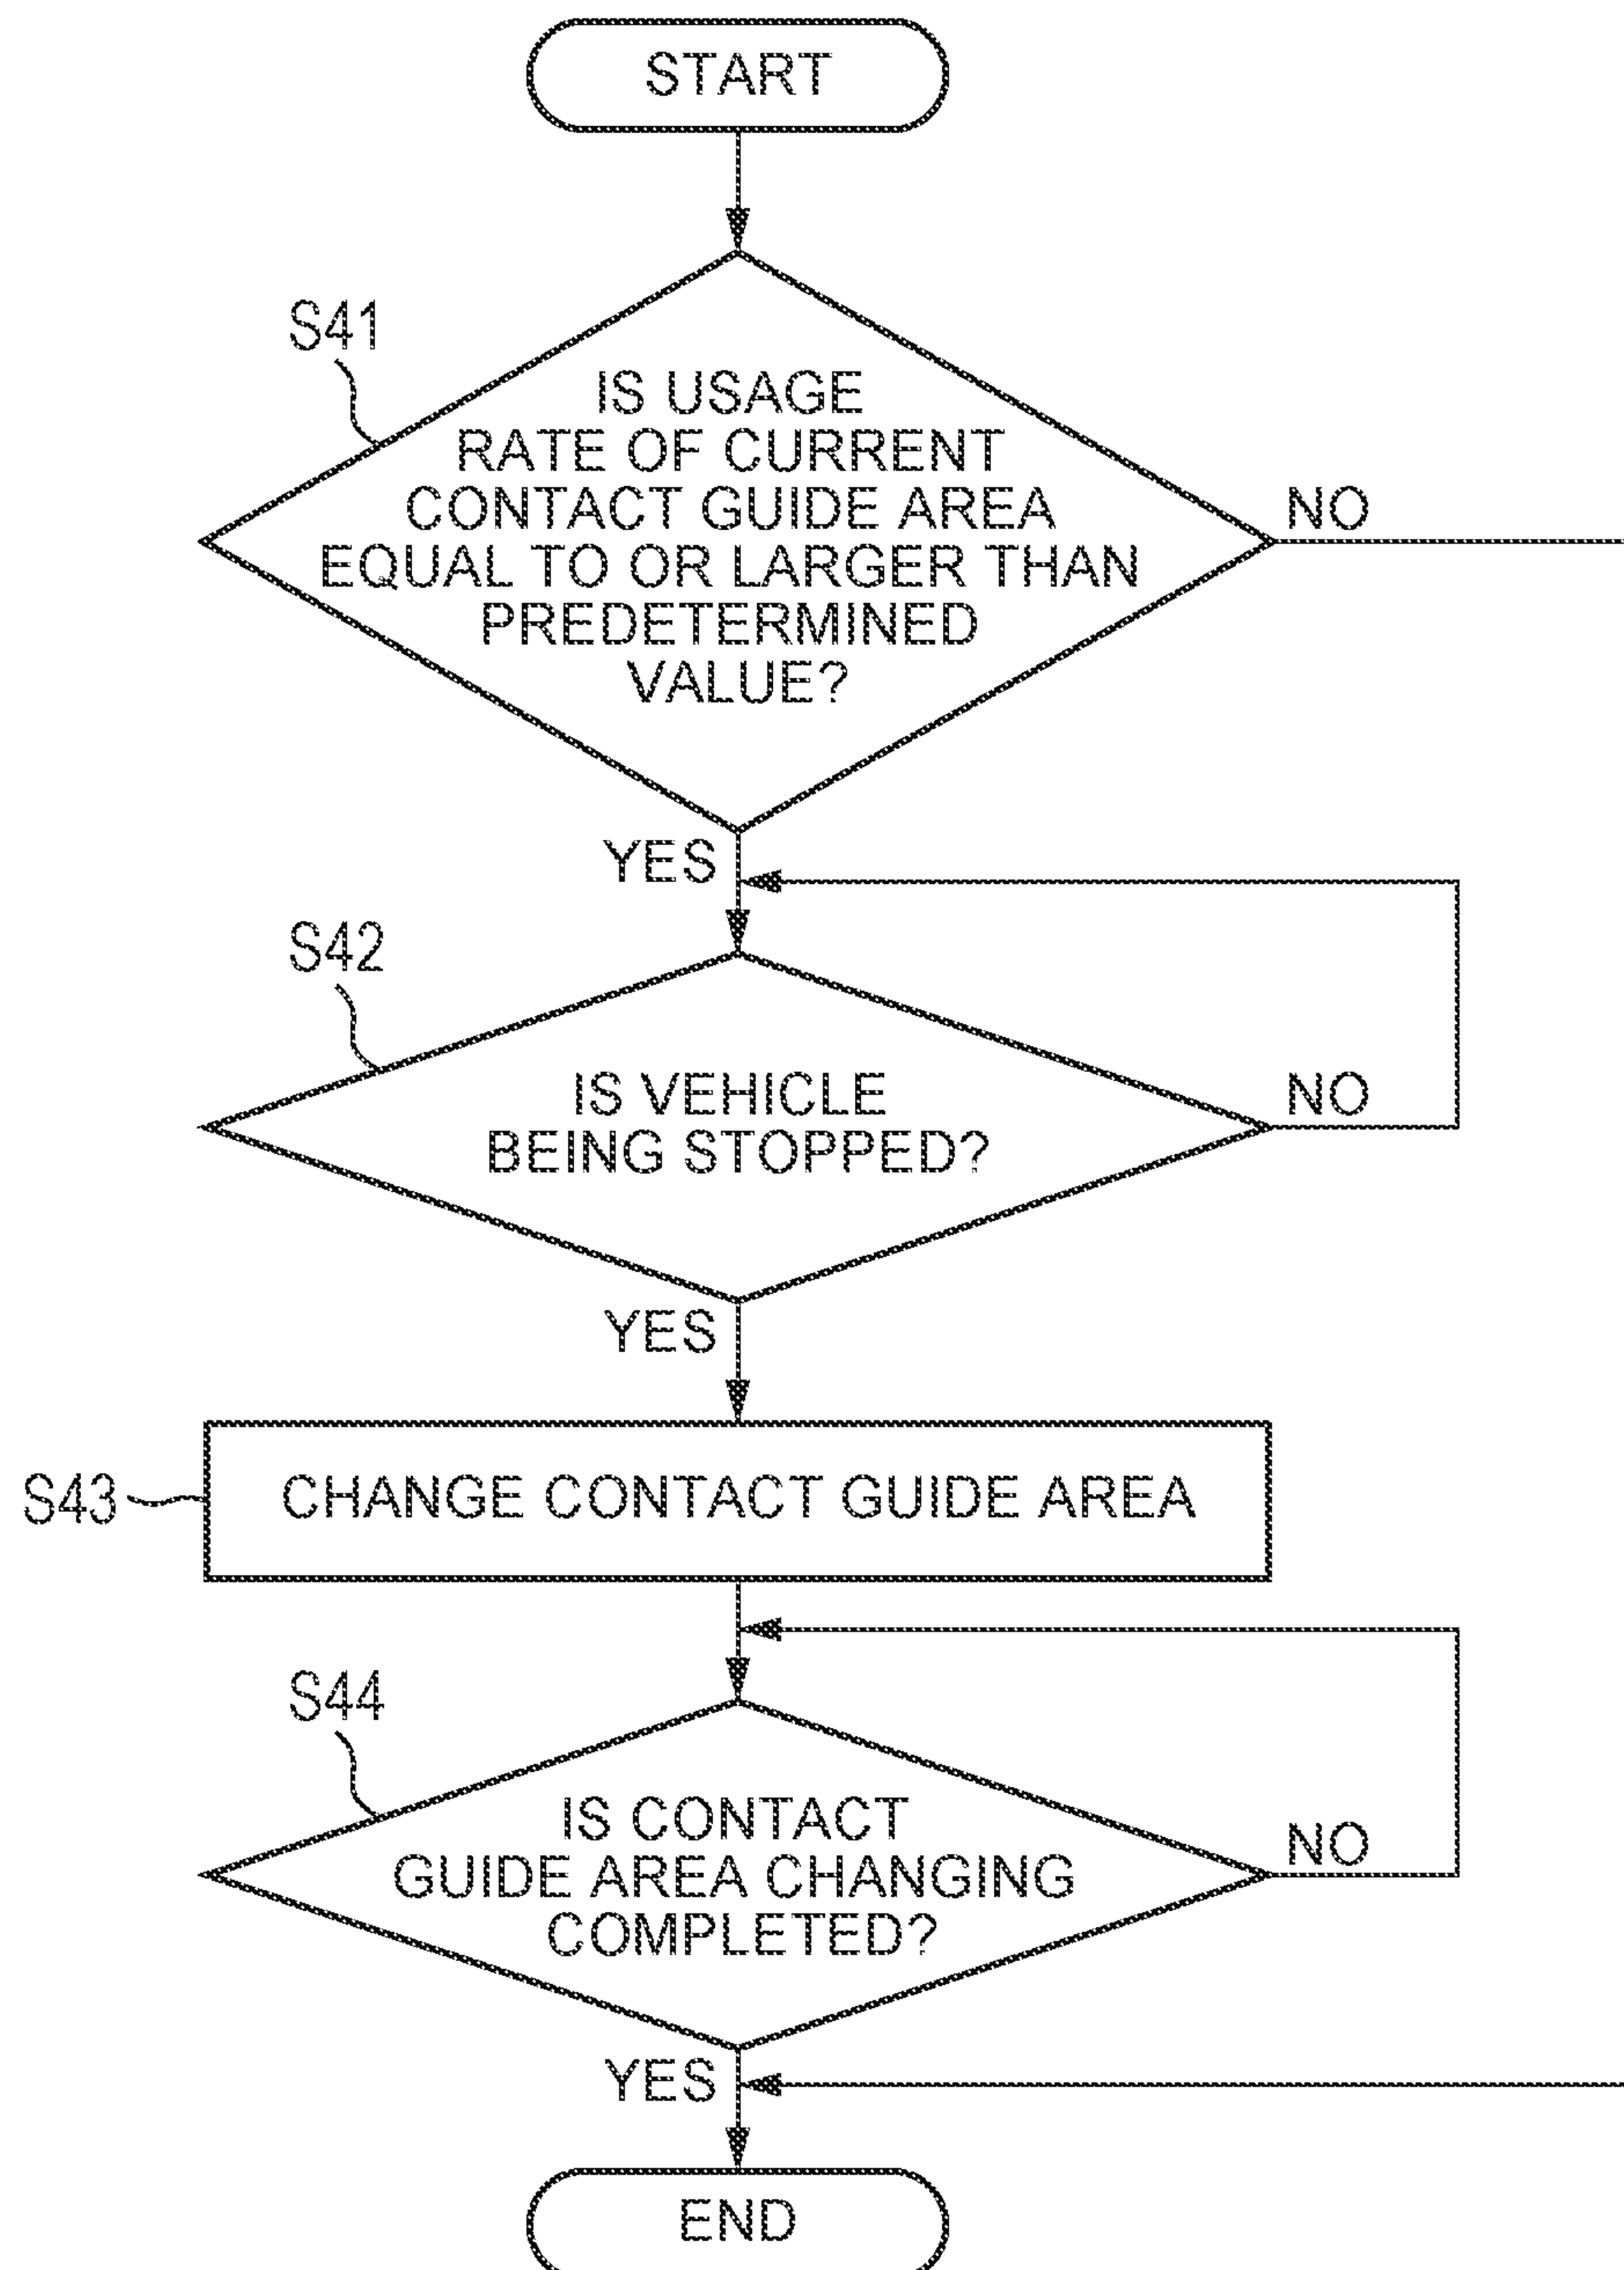 START
S41
IS USAGE
RATE OF CURRENT
CONTACT GUIDE AREA
EQUAL TO OR LARGER THAN
PREDETERMINED
VALUE?
NO
YES
S42
IS VEHICLE
BEING STOPPED?
NO
YES
S43
CHANGE CONTACT GUIDE AREA
S44
IS CONTACT
GUIDE AREA CHANGING
COMPLETED?
NO
YES
END